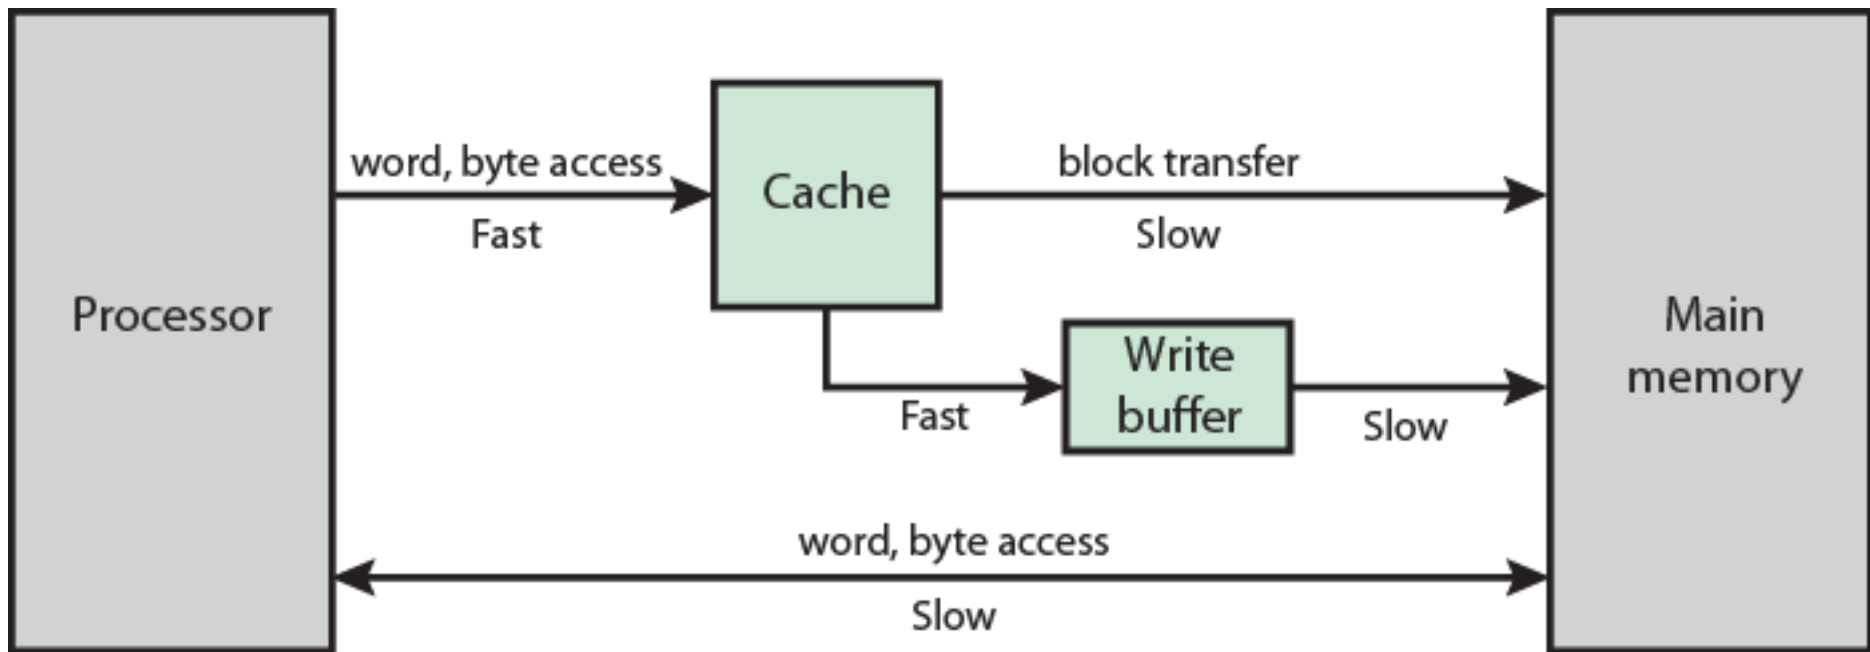 word, byte access
Fast
Cache
block transfer
Slow
Processor
Write
buffer
Fast
Slow
Main
memory
word, byte access
Slow